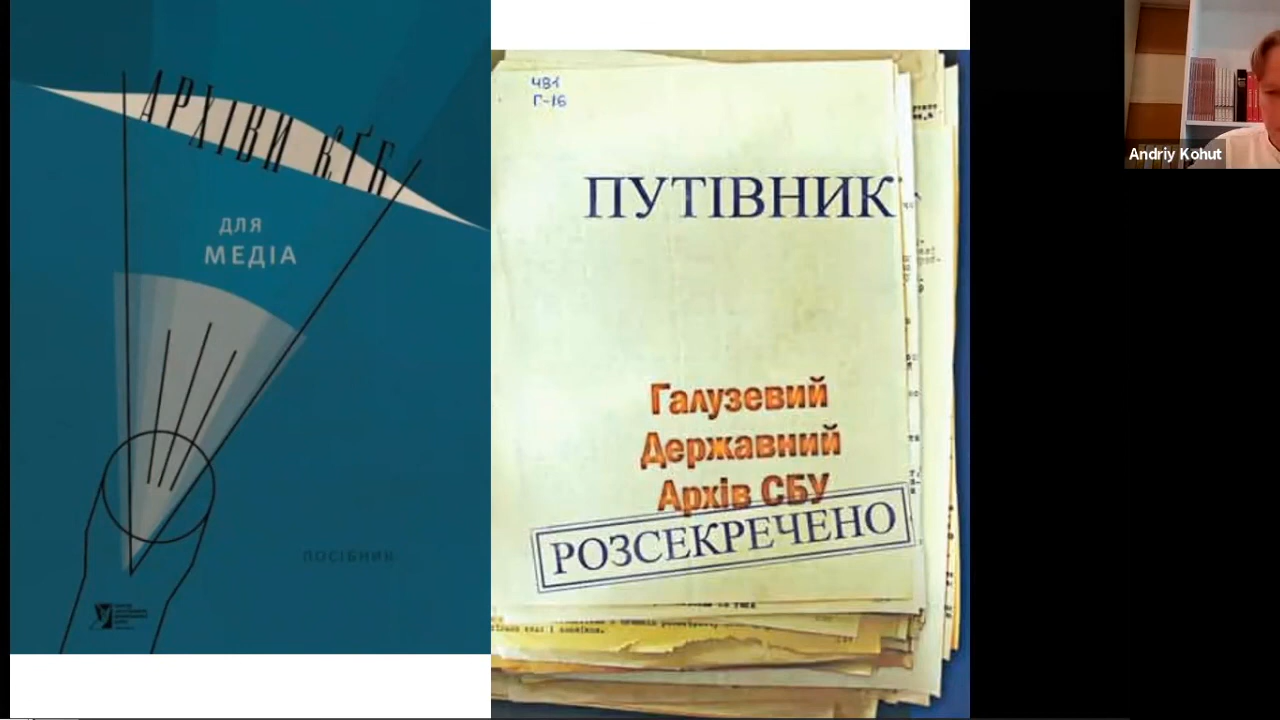 АРХІВИ КҐБ
ДЛЯ
МЕДІА
ПОСІБНИК
481
Г-16
ПУТІВНИК
Галузевий
Державний
Архів СБУ
РОЗСЕКРЕЧЕНО
Andriy Kohut